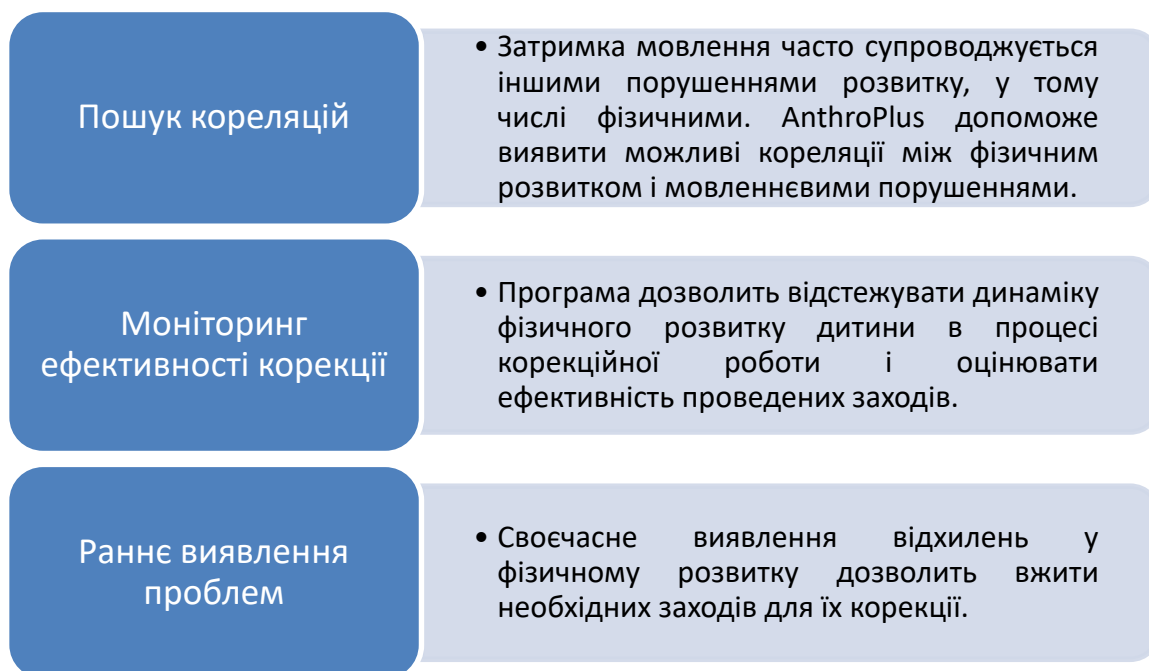 Пошук кореляцій
• Затримка мовлення часто супроводжується
іншими порушеннями розвитку, у тому
числі фізичними. AnthroPlus допоможе
виявити можливі кореляції між фізичним
розвитком і мовленнєвими порушеннями.
Моніторинг
ефективності корекції
• Програма дозволить відстежувати динаміку
фізичного розвитку дитини в процесі
корекційної роботи і оцінювати
ефективність проведених заходів.
Раннє виявлення
проблем
• Своєчасне виявлення відхилень у
фізичному розвитку дозволить вжити
необхідних заходів для їх корекції.